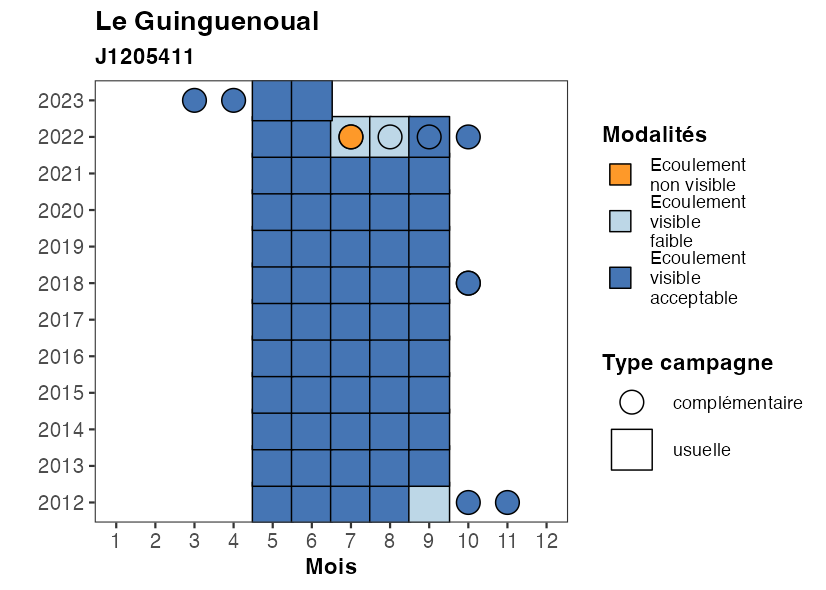 Le Guinguenoual
J1205411
2023
2022
2021
2020
2019
2018
2017
2016
2015
2014
2013
2012
1 2 3 4 5 6 7 8 9 10 11 12
Mois
Modalités
Ecoulement
non visible
Ecoulement
visible
faible
Ecoulement
visible
acceptable
Type campagne
complémentaire
usuelle